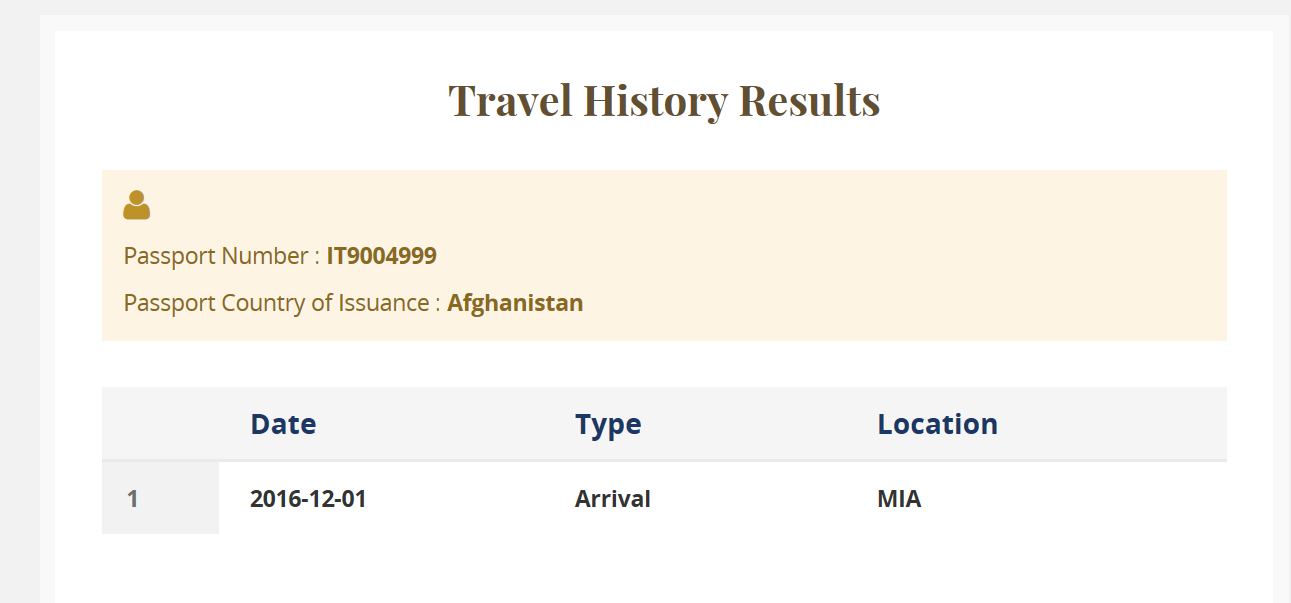 Travel History Results
Passport Number : IT9004999
Passport Country of Issuance : Afghanistan
Date Type Location
1 2016-12-01 Arrival MIA